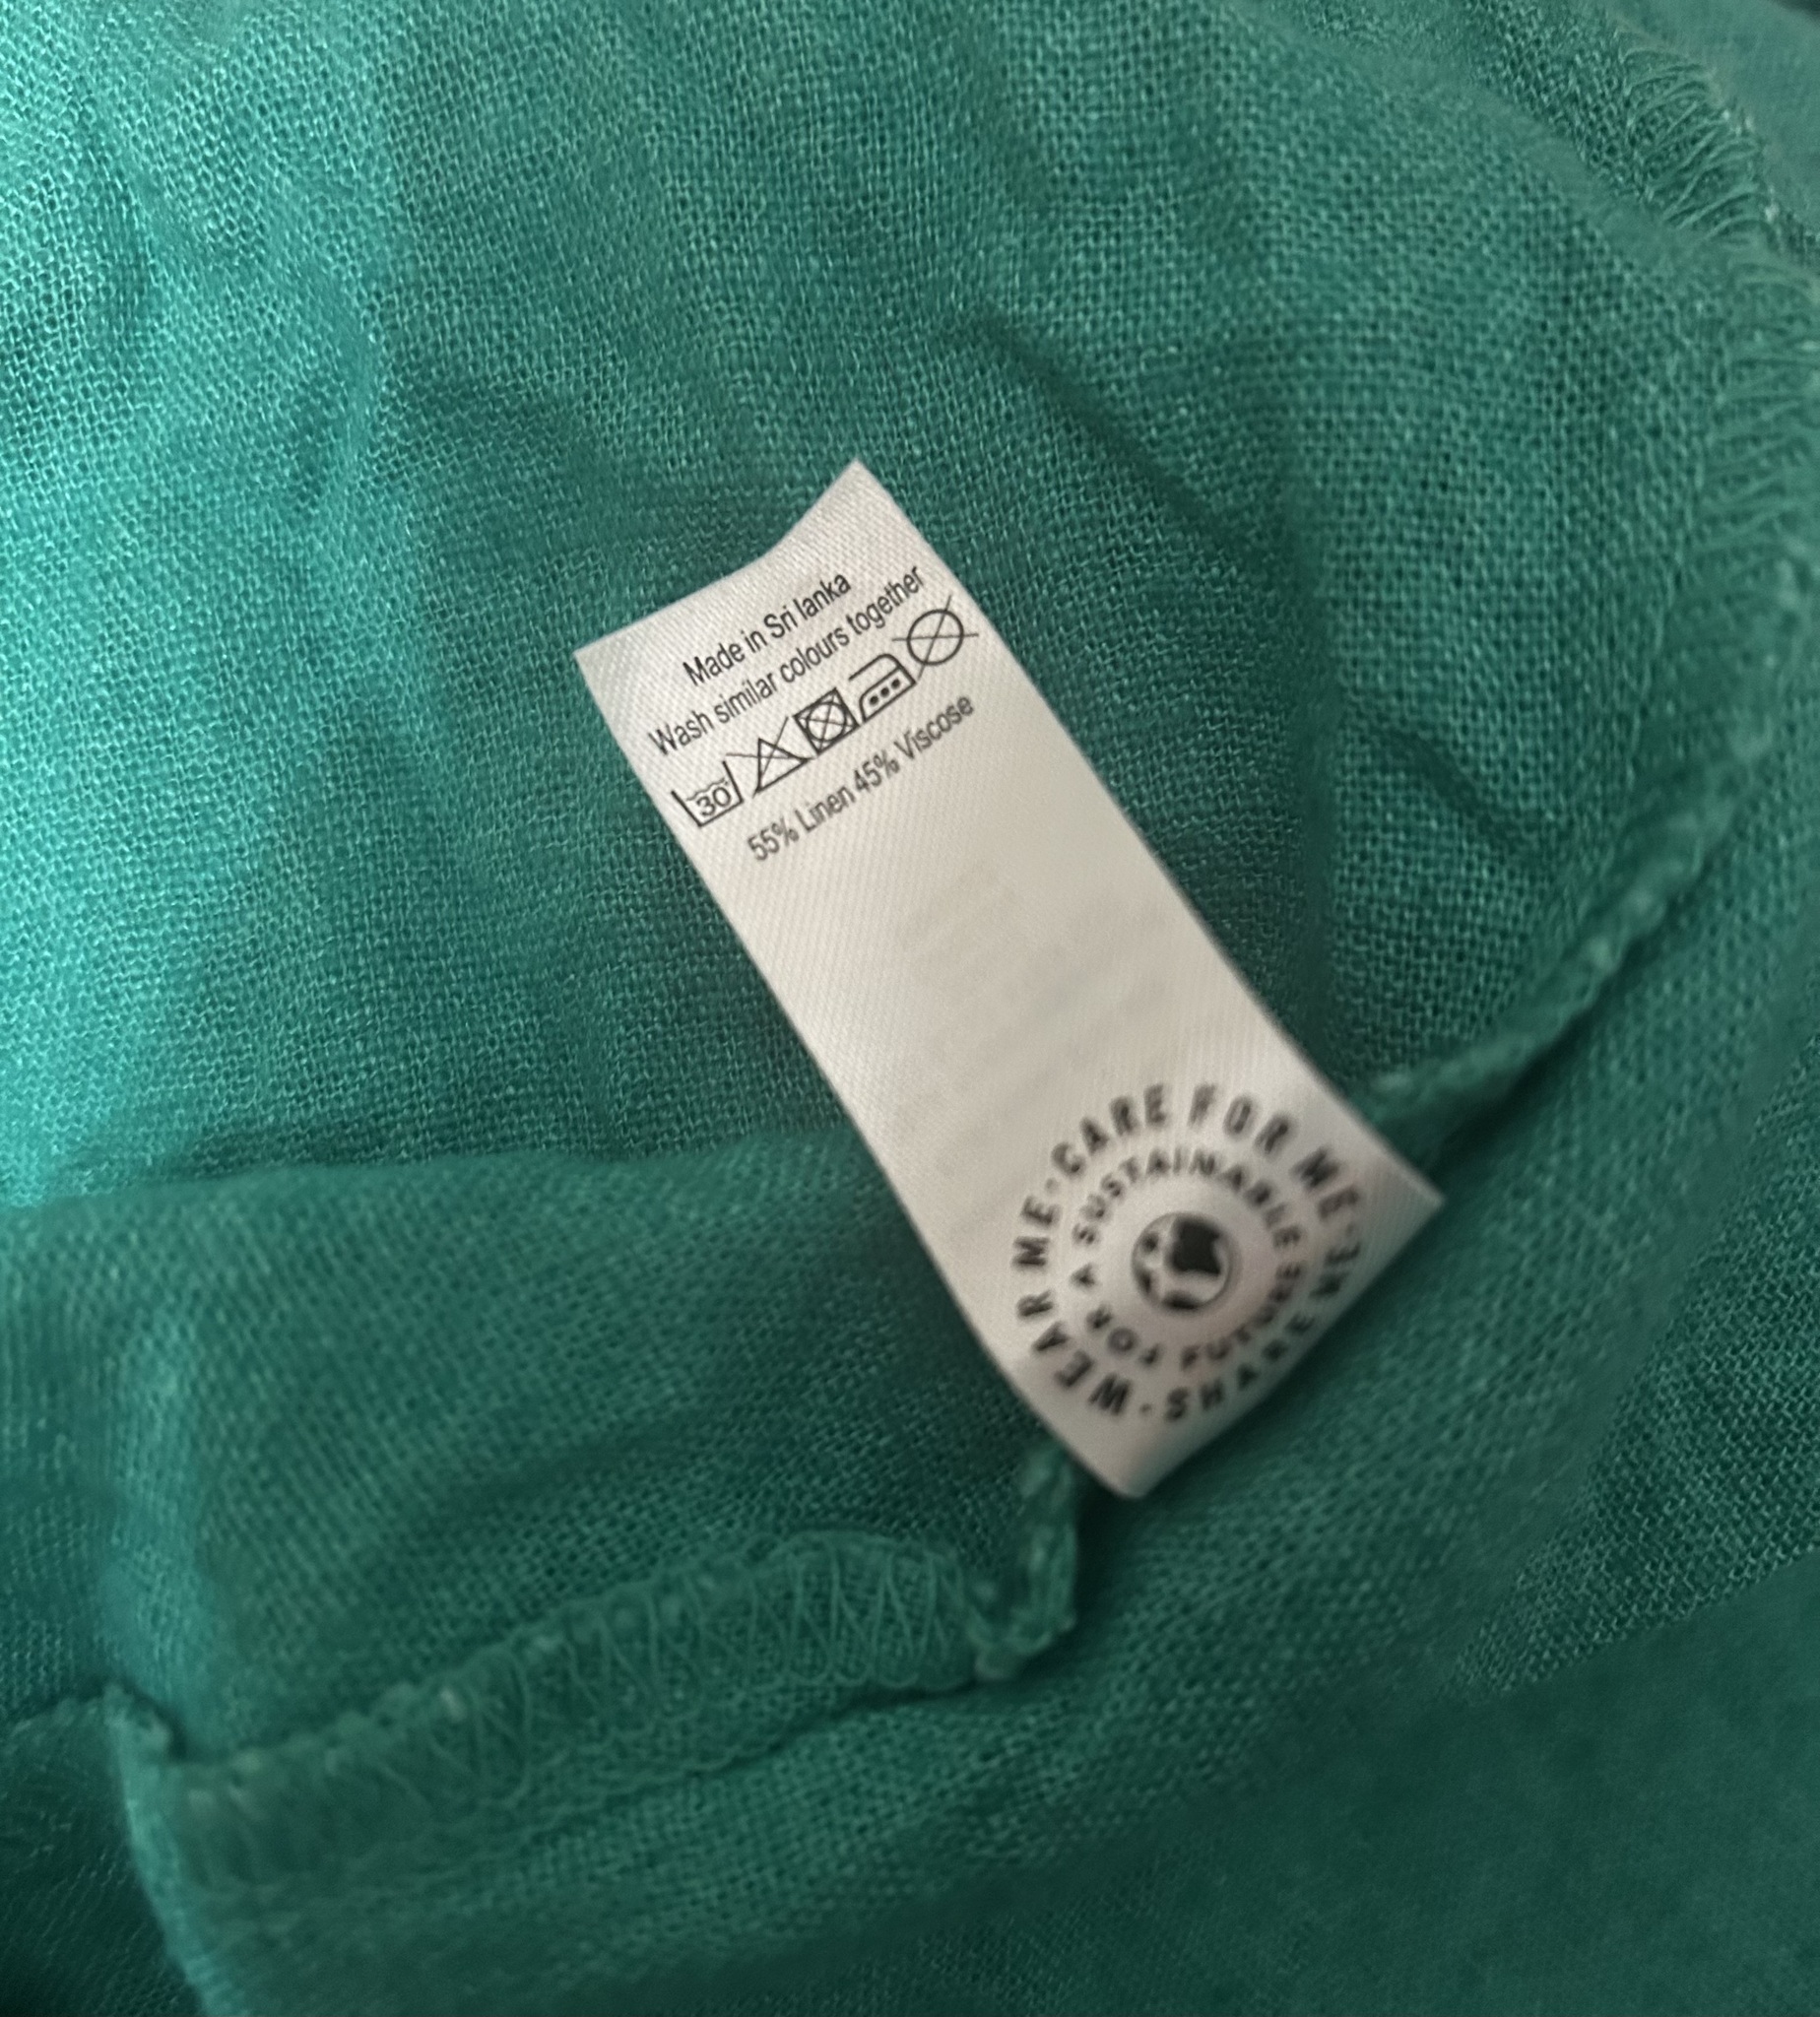 Made in Sri lanka
Wash similar colours together
30
55% Linen 45% Viscose
WEAR ME · CARE FOR ME · SHARE ME ·
FOR A SUSTAINABLE FUTURE